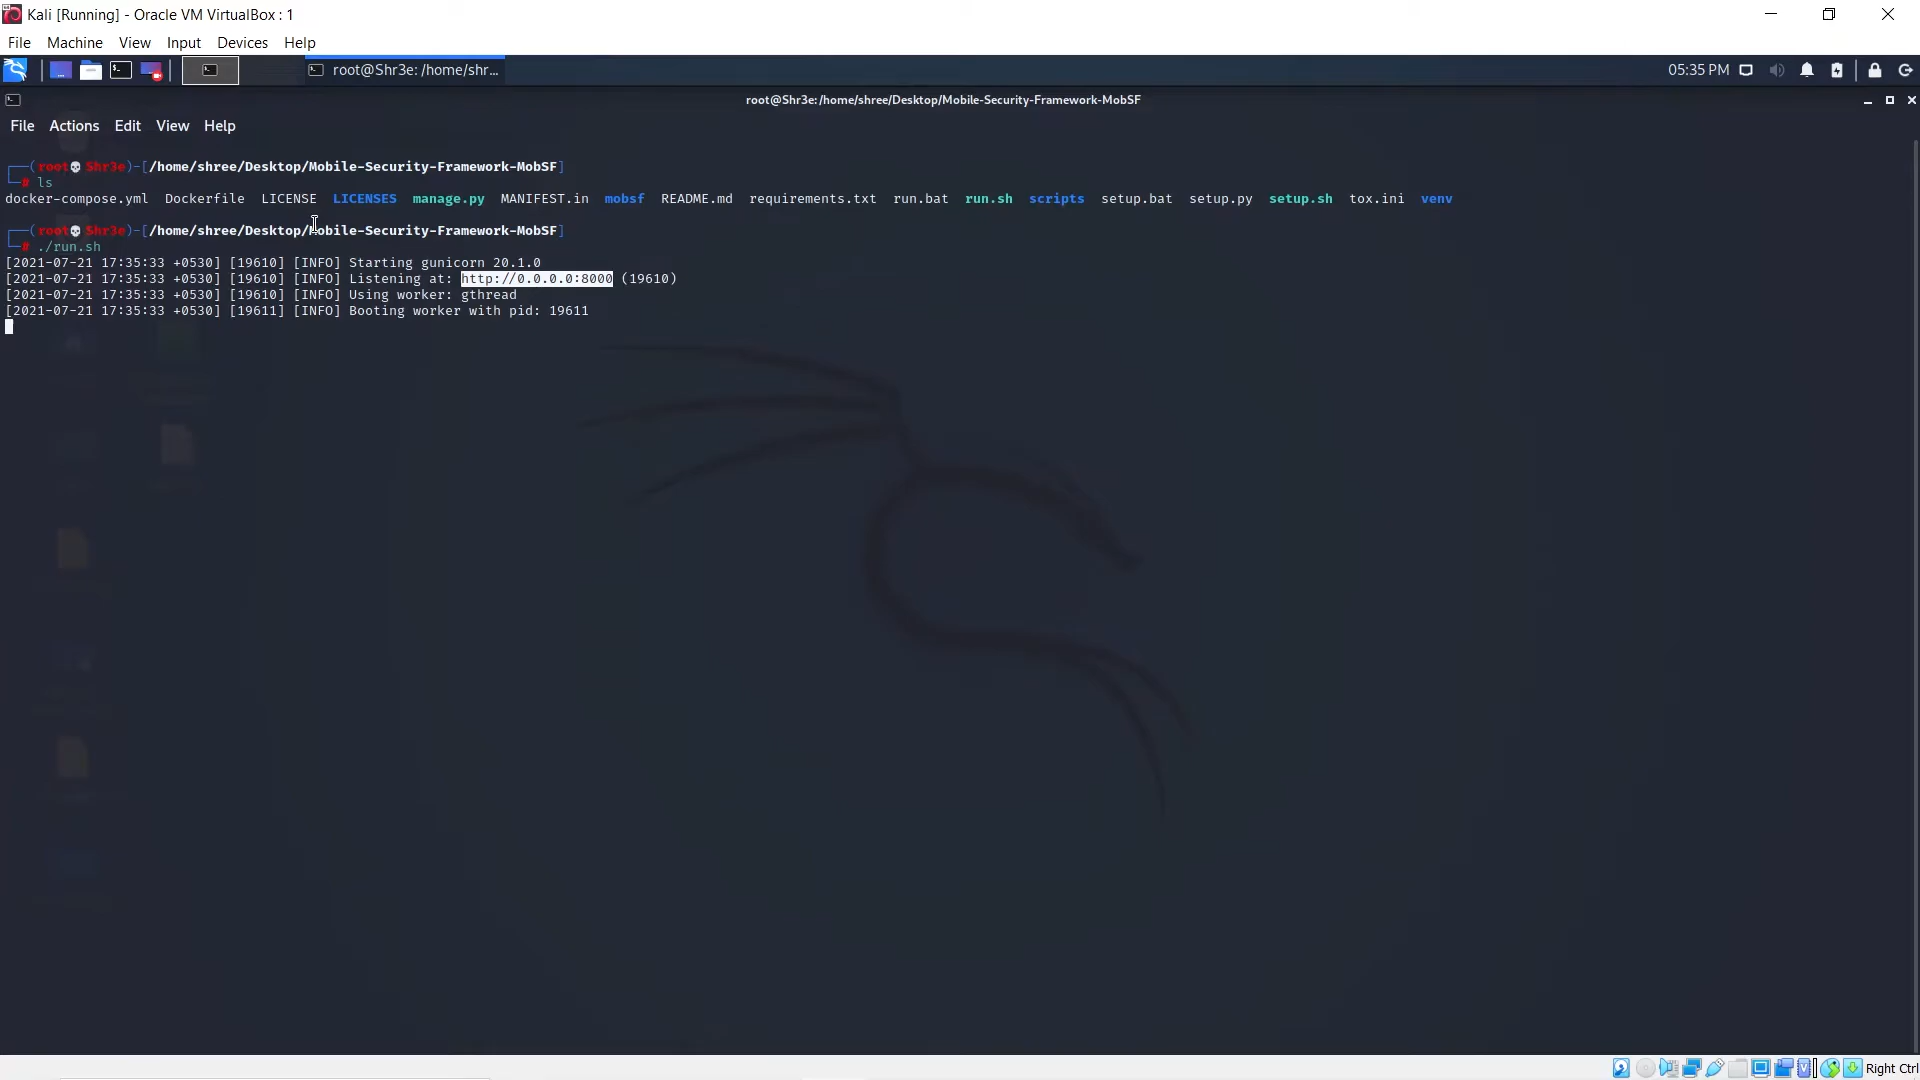 Kali [Running] - Oracle VM VirtualBox : 1
File Machine View Input Devices Help
root@Shr3e: /home/shr... 05:35 PM
root@Shr3e:/home/shree/Desktop/Mobile-Security-Framework-MobSF
File Actions Edit View Help
┌──(root💀Shr3e)-[/home/shree/Desktop/Mobile-Security-Framework-MobSF]
└─# ls
docker-compose.yml Dockerfile LICENSE LICENSES manage.py MANIFEST.in mobsf README.md requirements.txt run.bat run.sh scripts setup.bat setup.py setup.sh tox.ini venv
┌──(root💀Shr3e)-[/home/shree/Desktop/Mobile-Security-Framework-MobSF]
└─# ./run.sh
[2021-07-21 17:35:33 +0530] [19610] [INFO] Starting gunicorn 20.1.0
[2021-07-21 17:35:33 +0530] [19610] [INFO] Listening at: http://0.0.0.0:8000 (19610)
[2021-07-21 17:35:33 +0530] [19610] [INFO] Using worker: gthread
[2021-07-21 17:35:33 +0530] [19611] [INFO] Booting worker with pid: 19611
Right Ctrl